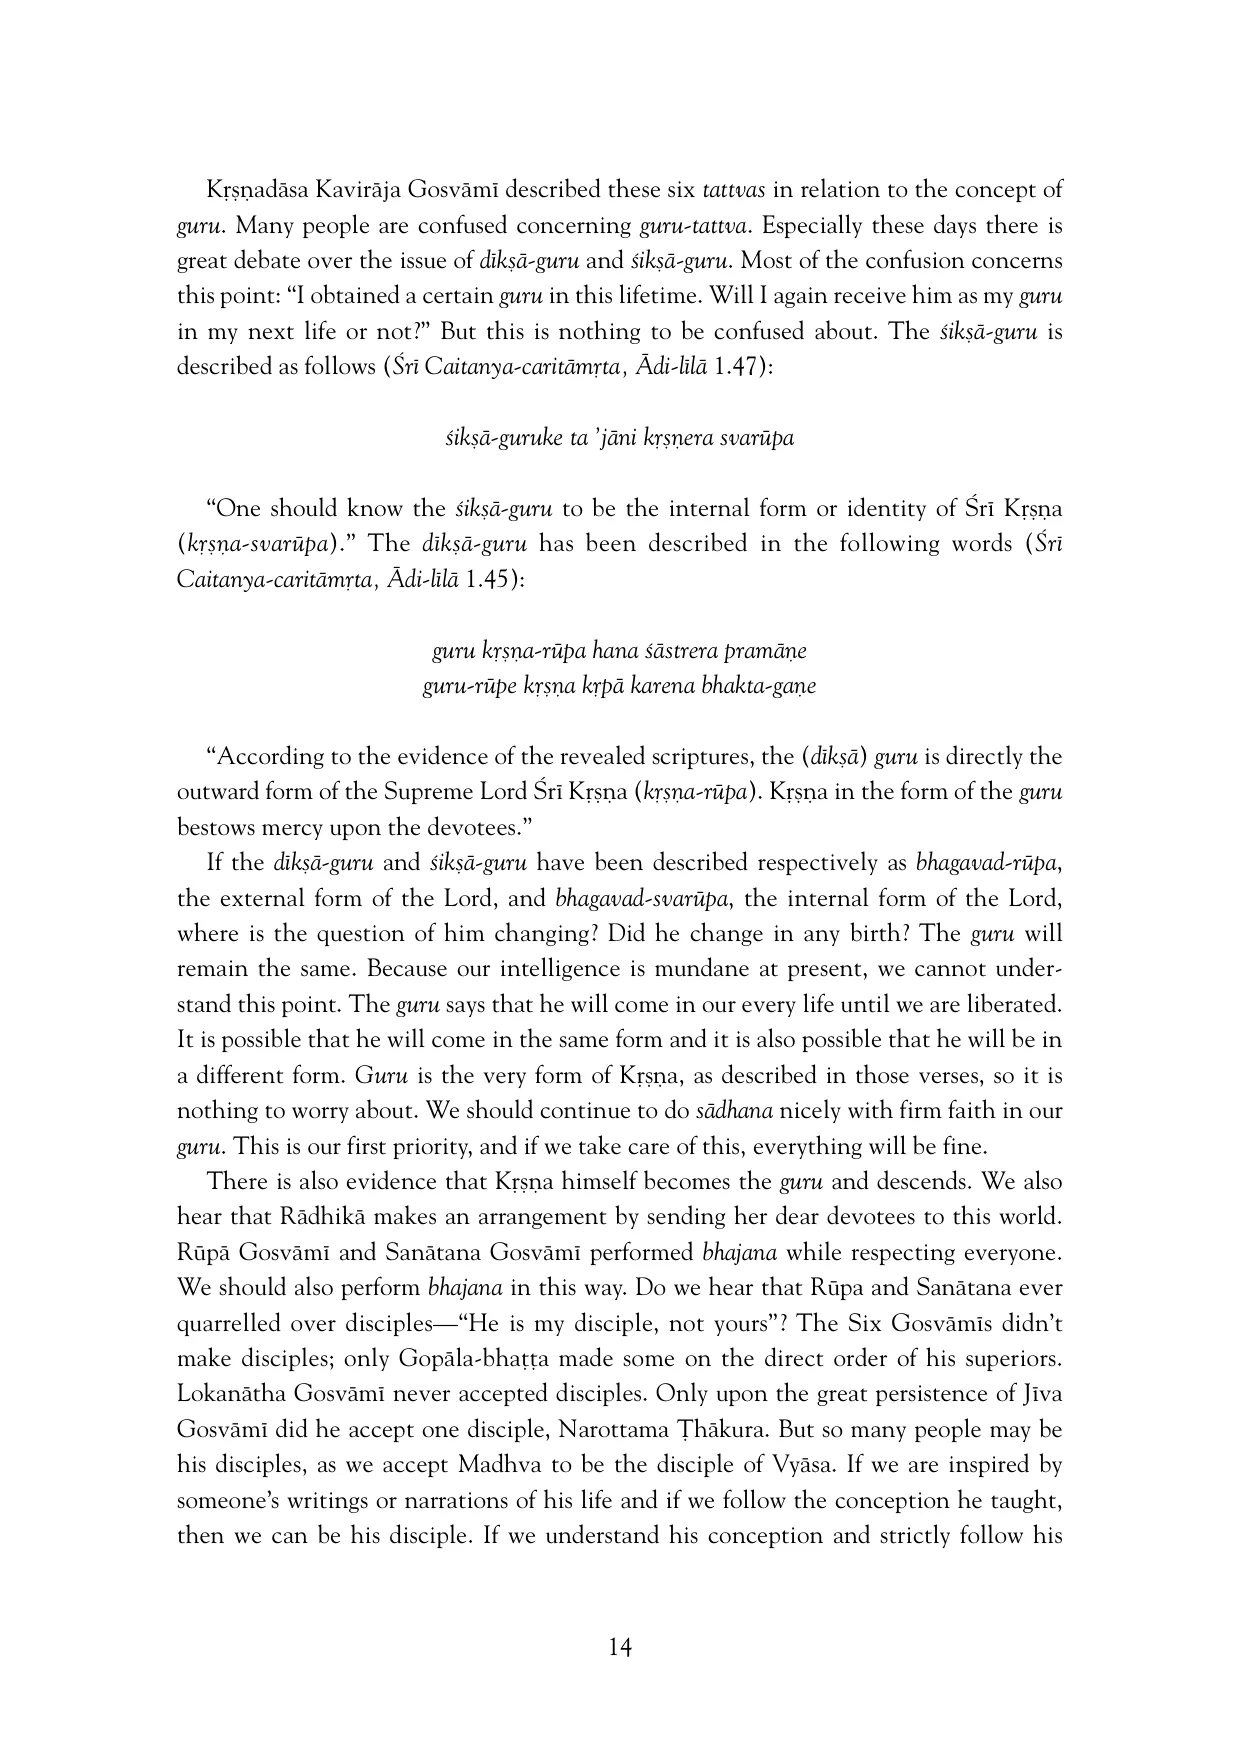 Kṛṣṇadāsa Kavirāja Gosvāmī described these six tattvas in relation to the concept of
guru. Many people are confused concerning guru-tattva. Especially these days there is
great debate over the issue of dīkṣā-guru and śikṣā-guru. Most of the confusion concerns
this point: “I obtained a certain guru in this lifetime. Will I again receive him as my guru
in my next life or not?” But this is nothing to be confused about. The śikṣā-guru is
described as follows (Śrī Caitanya-caritāmṛta, Ādi-līlā 1.47):
śikṣā-guruke ta ’jāni kṛṣṇera svarūpa
“One should know the śikṣā-guru to be the internal form or identity of Śrī Kṛṣṇa
(kṛṣṇa-svarūpa).” The dīkṣā-guru has been described in the following words (Śrī
Caitanya-caritāmṛta, Ādi-līlā 1.45):
guru kṛṣṇa-rūpa hana śāstrera pramāṇe
guru-rūpe kṛṣṇa kṛpā karena bhakta-gaṇe
“According to the evidence of the revealed scriptures, the (dīkṣā) guru is directly the
outward form of the Supreme Lord Śrī Kṛṣṇa (kṛṣṇa-rūpa). Kṛṣṇa in the form of the guru
bestows mercy upon the devotees.”
If the dīkṣā-guru and śikṣā-guru have been described respectively as bhagavad-rūpa,
the external form of the Lord, and bhagavad-svarūpa, the internal form of the Lord,
where is the question of him changing? Did he change in any birth? The guru will
remain the same. Because our intelligence is mundane at present, we cannot under-
stand this point. The guru says that he will come in our every life until we are liberated.
It is possible that he will come in the same form and it is also possible that he will be in
a different form. Guru is the very form of Kṛṣṇa, as described in those verses, so it is
nothing to worry about. We should continue to do sādhana nicely with firm faith in our
guru. This is our first priority, and if we take care of this, everything will be fine.
There is also evidence that Kṛṣṇa himself becomes the guru and descends. We also
hear that Rādhikā makes an arrangement by sending her dear devotees to this world.
Rūpā Gosvāmī and Sanātana Gosvāmī performed bhajana while respecting everyone.
We should also perform bhajana in this way. Do we hear that Rūpa and Sanātana ever
quarrelled over disciples—“He is my disciple, not yours”? The Six Gosvāmīs didn’t
make disciples; only Gopāla-bhaṭṭa made some on the direct order of his superiors.
Lokanātha Gosvāmī never accepted disciples. Only upon the great persistence of Jīva
Gosvāmī did he accept one disciple, Narottama Ṭhākura. But so many people may be
his disciples, as we accept Madhva to be the disciple of Vyāsa. If we are inspired by
someone’s writings or narrations of his life and if we follow the conception he taught,
then we can be his disciple. If we understand his conception and strictly follow his
14